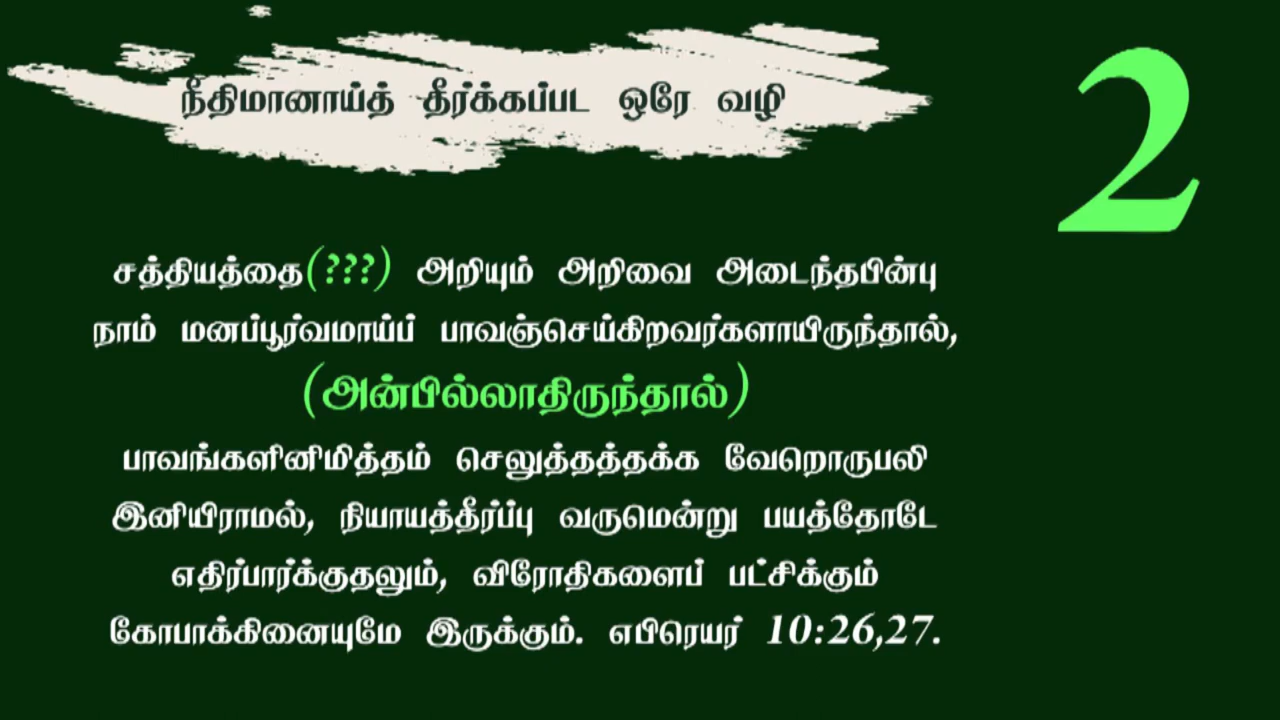 நீதிமானாய்த் தீர்க்கப்பட ஒரே வழி
2
சத்தியத்தை(???) அறியும் அறிவை அடைந்தபின்பு
நாம் மனப்பூர்வமாய்ப் பாவஞ்செய்கிறவர்களாயிருந்தால்,
(அன்பில்லாதிருந்தால்)
பாவங்களினிமித்தம் செலுத்தத்தக்க வேறொருபலி
இனியிராமல், நியாயத்தீர்ப்பு வருமென்று பயத்தோடே
எதிர்பார்க்குதலும், விரோதிகளைப் பட்சிக்கும்
கோபாக்கினையுமே இருக்கும். எபிரெயர் 10:26,27.